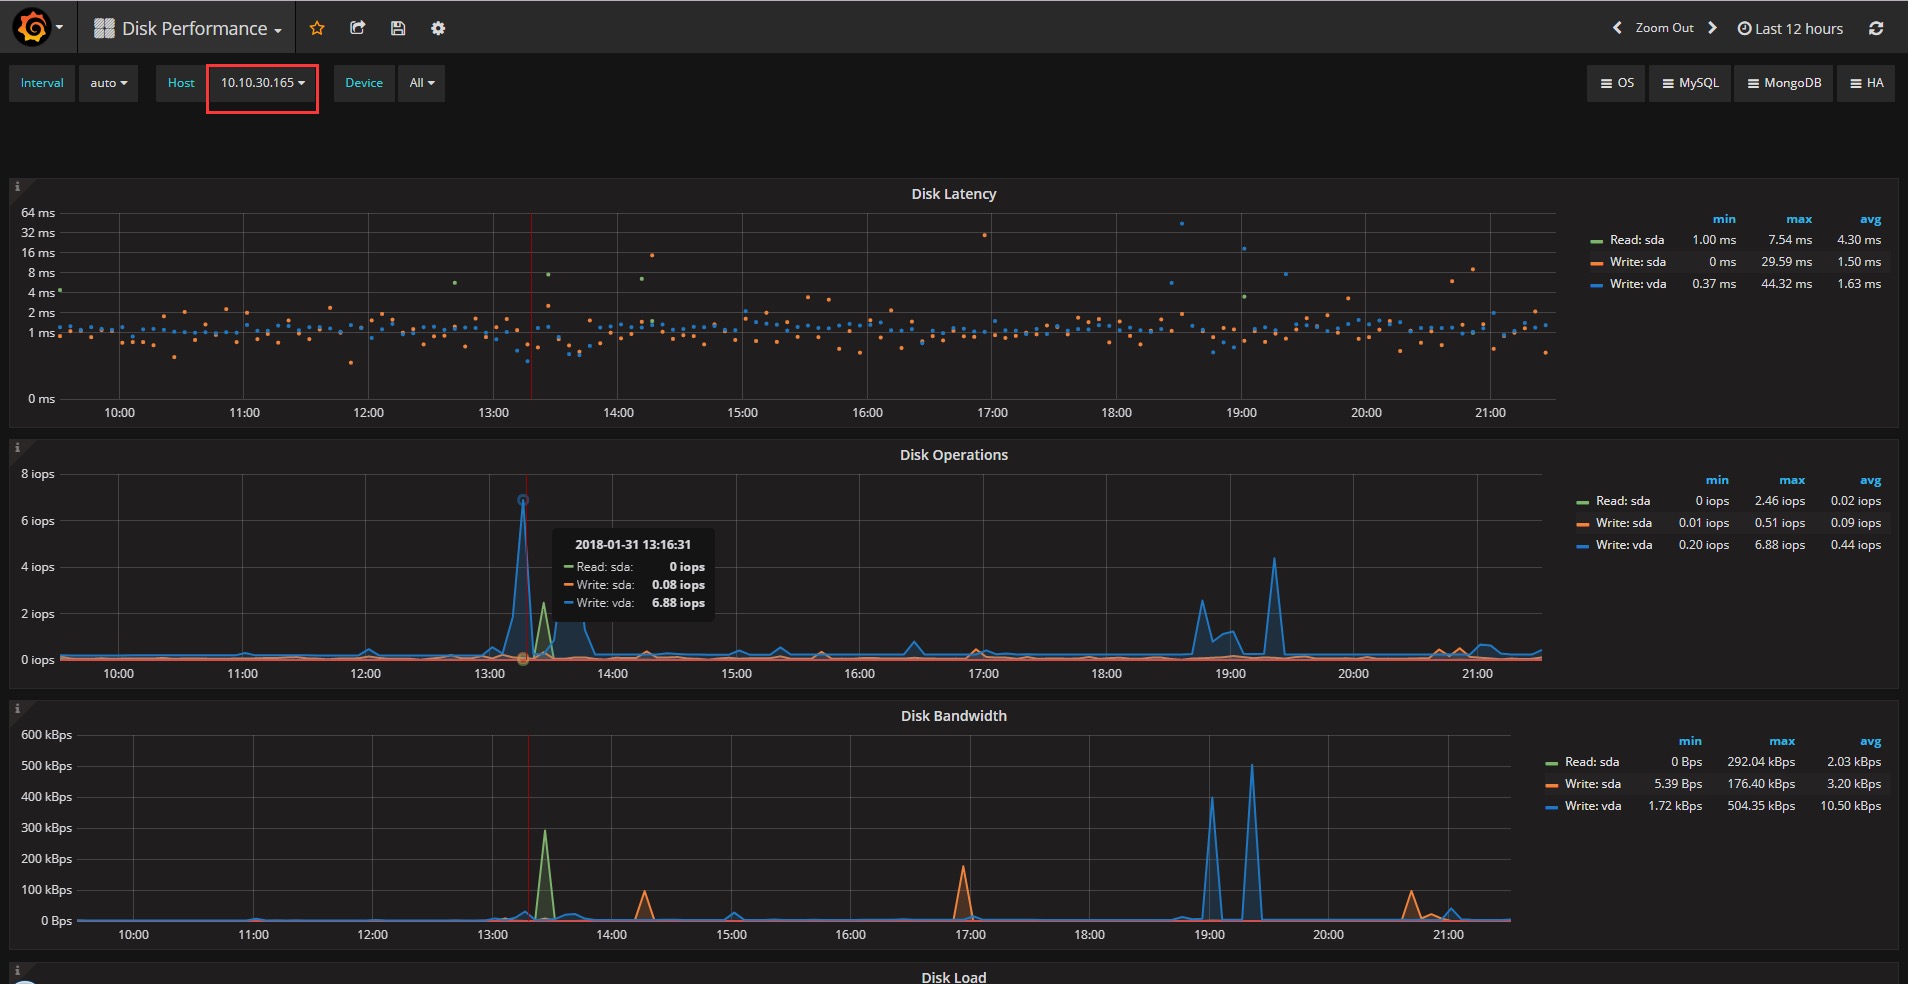 Disk Performance Zoom Out Last 12 hours
Interval auto Host 10.10.30.165 Device All OS MySQL MongoDB HA
Disk Latency
64 ms
32 ms
16 ms
8 ms
4 ms
2 ms
1 ms
0 ms
10:00 11:00 12:00 13:00 14:00 15:00 16:00 17:00 18:00 19:00 20:00 21:00
min max avg
Read: sda 1.00 ms 7.54 ms 4.30 ms
Write: sda 0 ms 29.59 ms 1.50 ms
Write: vda 0.37 ms 44.32 ms 1.63 ms
Disk Operations
8 iops
6 iops
4 iops
2 iops
0 iops
10:00 11:00 12:00 13:00 14:00 15:00 16:00 17:00 18:00 19:00 20:00 21:00
2018-01-31 13:16:31
Read: sda: 0 iops
Write: sda: 0.08 iops
Write: vda: 6.88 iops
min max avg
Read: sda 0 iops 2.46 iops 0.02 iops
Write: sda 0.01 iops 0.51 iops 0.09 iops
Write: vda 0.20 iops 6.88 iops 0.44 iops
Disk Bandwidth
600 kBps
500 kBps
400 kBps
300 kBps
200 kBps
100 kBps
0 Bps
10:00 11:00 12:00 13:00 14:00 15:00 16:00 17:00 18:00 19:00 20:00 21:00
min max avg
Read: sda 0 Bps 292.04 kBps 2.03 kBps
Write: sda 5.39 Bps 176.40 kBps 3.20 kBps
Write: vda 1.72 kBps 504.35 kBps 10.50 kBps
Disk Load